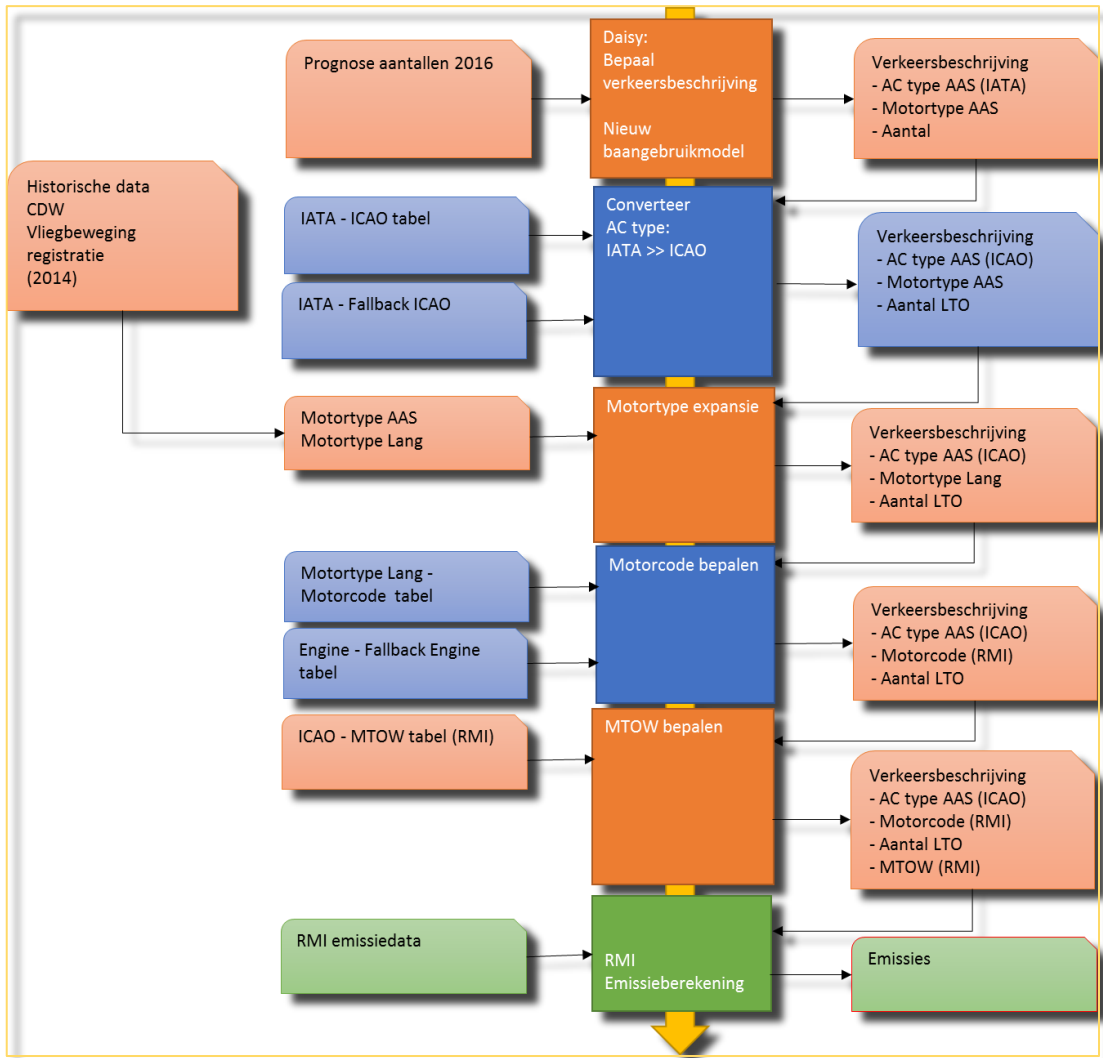 Prognose aantallen 2016
Daisy:
Bepaal
verkeersbeschrijving
Nieuw
baangebruikmodel
Verkeersbeschrijving
- AC type AAS (IATA)
- Motortype AAS
- Aantal
Historische data
CDW
Vliegbeweging
registratie
(2014)
IATA - ICAO tabel
IATA - Fallback ICAO
Converteer
AC type:
IATA >> ICAO
Verkeersbeschrijving
- AC type AAS (ICAO)
- Motortype AAS
- Aantal LTO
Motortype AAS
Motortype Lang
Motortype expansie
Verkeersbeschrijving
- AC type AAS (ICAO)
- Motortype Lang
- Aantal LTO
Motortype Lang -
Motorcode tabel
Engine - Fallback Engine
tabel
Motorcode bepalen
Verkeersbeschrijving
- AC type AAS (ICAO)
- Motorcode (RMI)
- Aantal LTO
ICAO - MTOW tabel (RMI)
MTOW bepalen
Verkeersbeschrijving
- AC type AAS (ICAO)
- Motorcode (RMI)
- Aantal LTO
- MTOW (RMI)
RMI emissiedata
RMI
Emissieberekening
Emissies